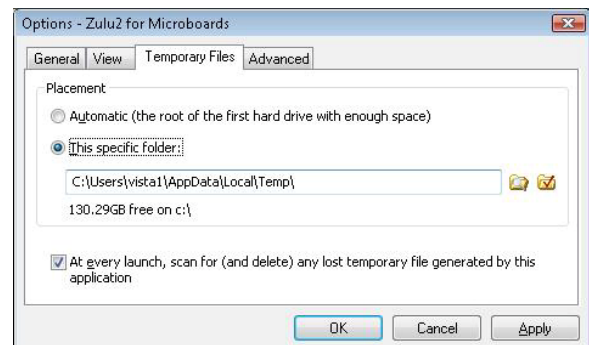 Options - Zulu2 for Microboards
General View Temporary Files Advanced
Placement
Automatic (the root of the first hard drive with enough space)
This specific folder:
C:\Users\vista1\AppData\Local\Temp\
130.29GB free on c:\
At every launch, scan for (and delete) any lost temporary file generated by this
application
OK Cancel Apply